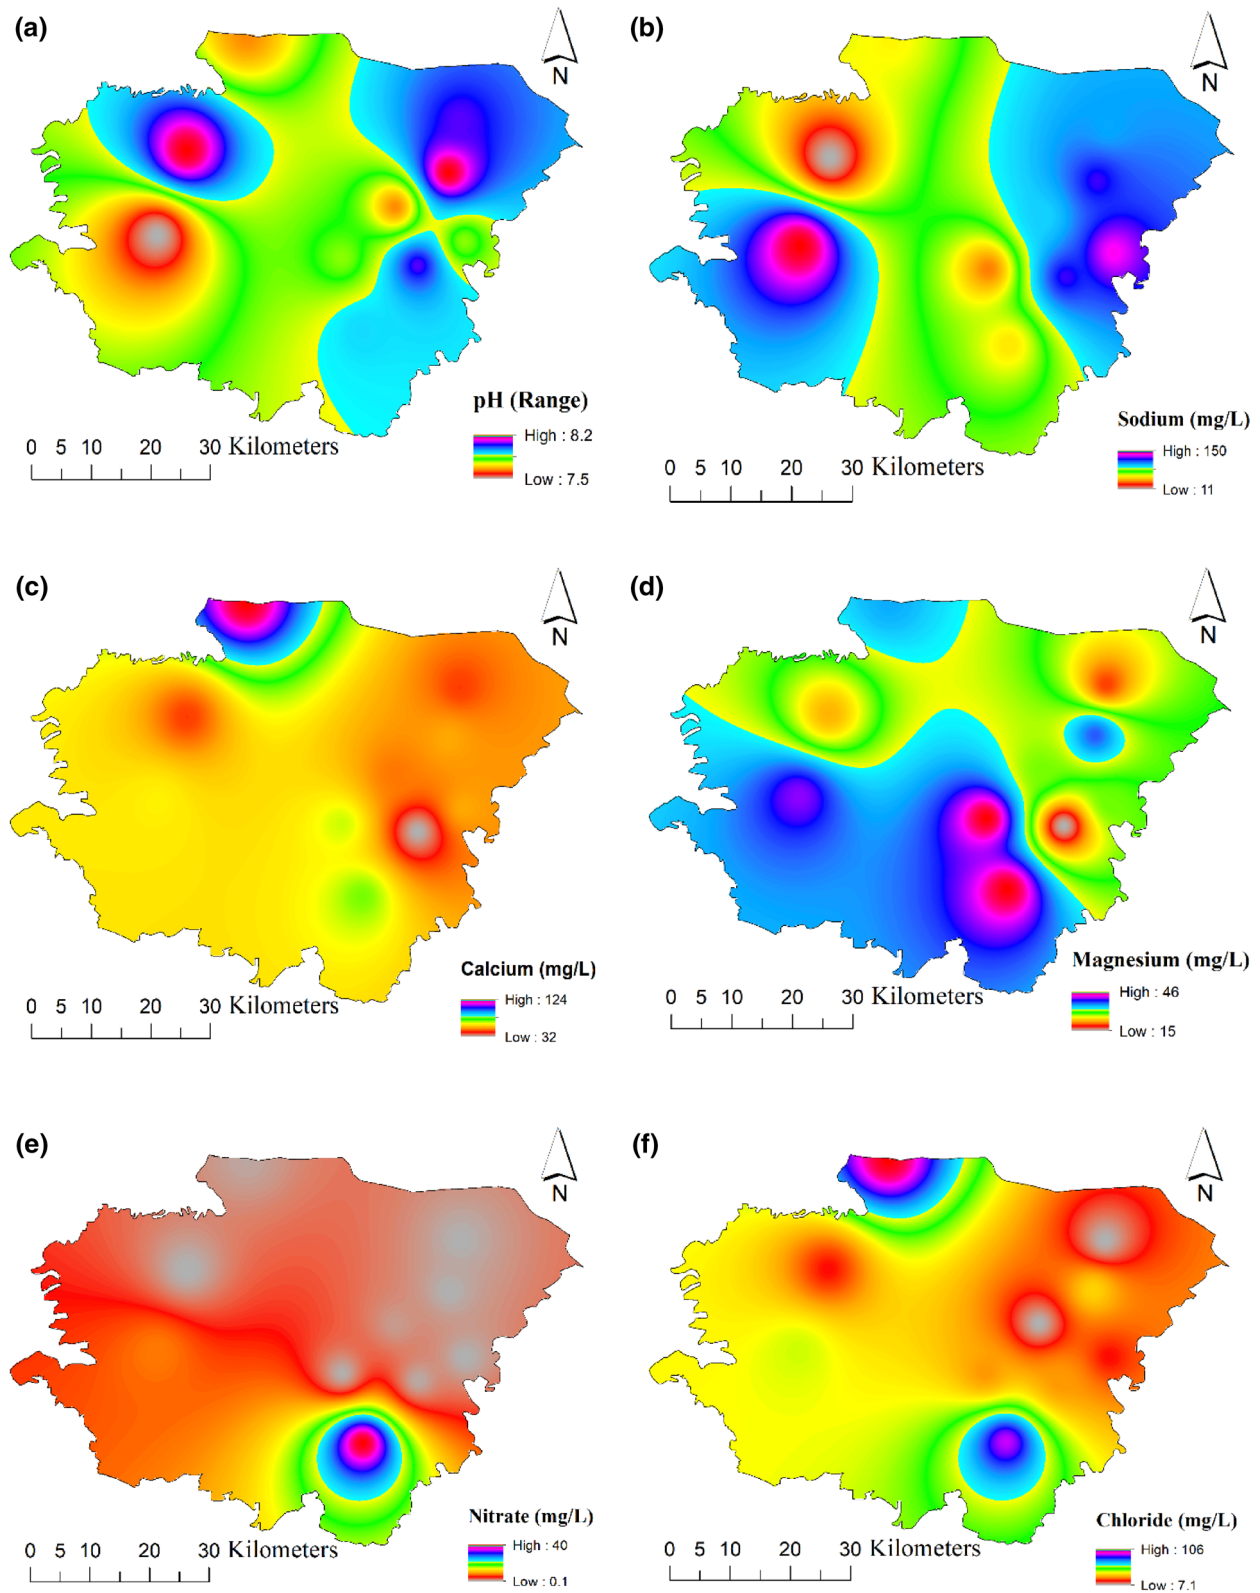 (a)
N
pH (Range)
High : 8.2
Low : 7.5
0 5 10 20 30 Kilometers
(b)
N
Sodium (mg/L)
High : 150
Low : 11
0 5 10 20 30
Kilometers
(c)
N
Calcium (mg/L)
High : 124
Low : 32
0 5 10 20 30 Kilometers
(d)
N
Magnesium (mg/L)
High : 46
Low : 15
0 5 10 20 30 Kilometers
(e)
N
Nitrate (mg/L)
High : 40
Low : 0.1
0 5 10 20 30 Kilometers
(f)
N
Chloride (mg/L)
High : 106
Low : 7.1
0 5 10 20 30 Kilometers